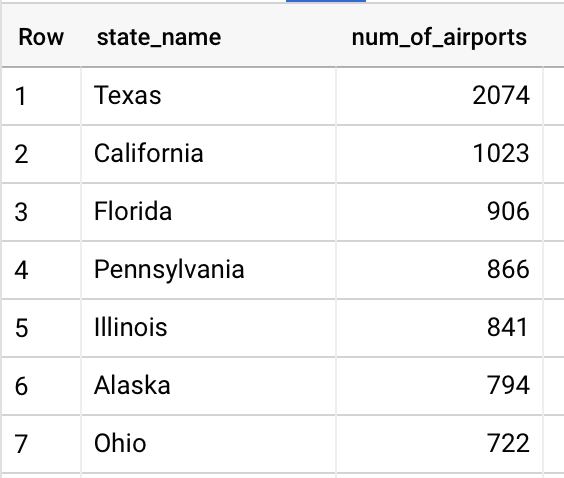 Row state_name num_of_airports
1 Texas 2074
2 California 1023
3 Florida 906
4 Pennsylvania 866
5 Illinois 841
6 Alaska 794
7 Ohio 722